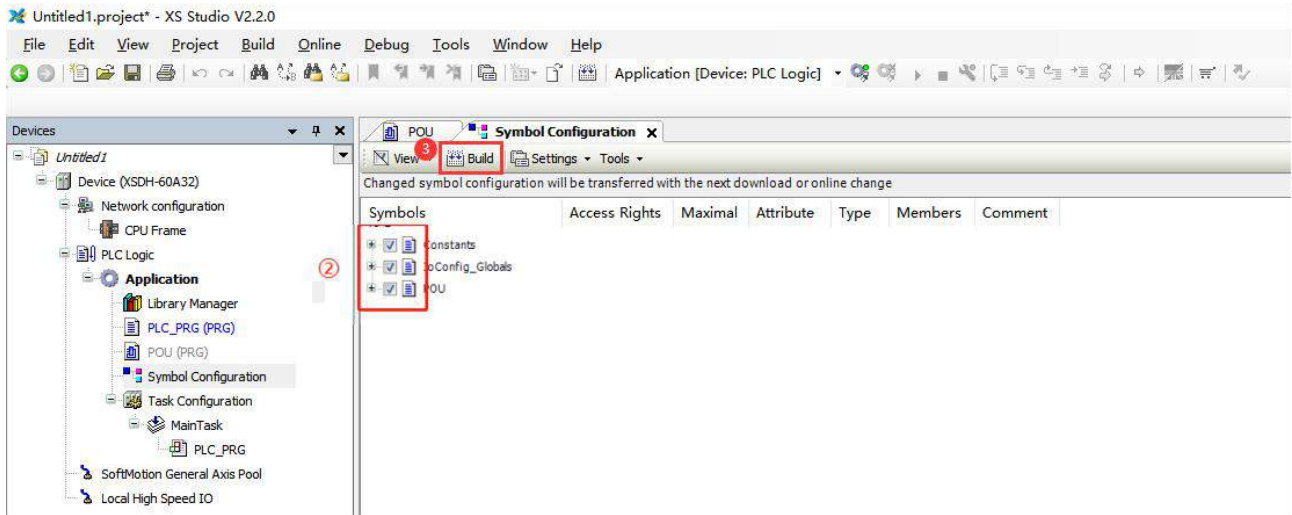 Untitled1.project* - XS Studio V2.2.0
File Edit View Project Build Online Debug Tools Window Help
Application [Device: PLC Logic]
Devices
POU Symbol Configuration
Untitled1
View 3 Build Settings Tools
Device (XSDH-60A32)
Changed symbol configuration will be transferred with the next download or online change
Network configuration
Symbols Access Rights Maximal Attribute Type Members Comment
CPU Frame
Constants
PLC Logic
② IoConfig_Globals
Application
POU
Library Manager
PLC_PRG (PRG)
POU (PRG)
Symbol Configuration
Task Configuration
MainTask
PLC_PRG
SoftMotion General Axis Pool
Local High Speed IO